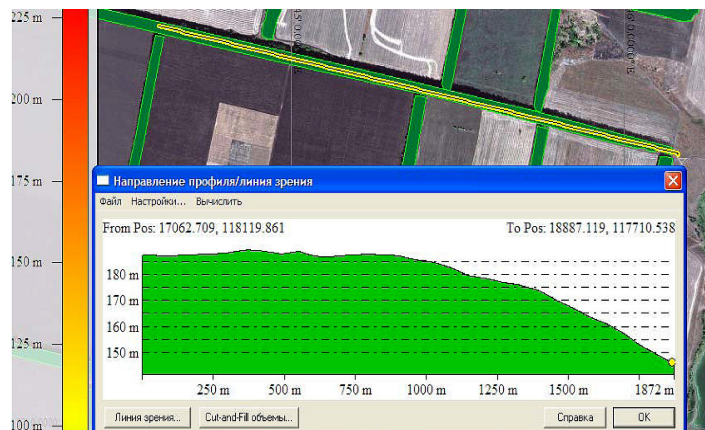 225 m
200 m
175 m
150 m
125 m
100 m
Направление профиля/линия зрения
Файл Настройки... Вычислить
From Pos: 17062.709, 118119.861
To Pos: 18887.119, 117710.538
180 m
170 m
160 m
150 m
250 m 500 m 750 m 1000 m 1250 m 1500 m 1872 m
Линия зрения... Cut-and-Fill объемы... Справка OK